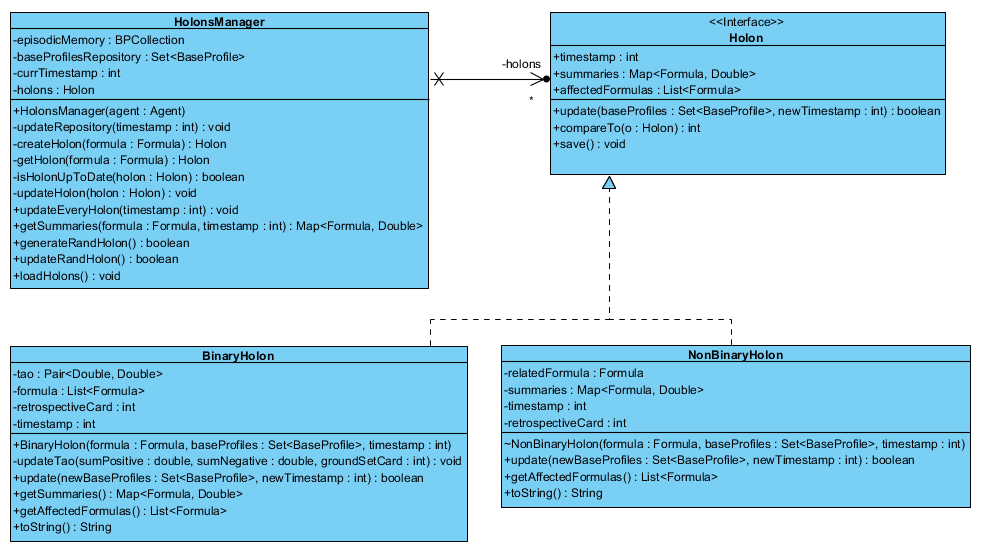 HolonsManager
-episodicMemory : BPCollection
-baseProfilesRepository : Set<BaseProfile>
-currTimestamp : int
-holons : Holon
+HolonsManager(agent : Agent)
-updateRepository(timestamp : int) : void
-createHolon(formula : Formula) : Holon
-getHolon(formula : Formula) : Holon
-isHolonUpToDate(holon : Holon) : boolean
-updateHolon(holon : Holon) : void
+updateEveryHolon(timestamp : int) : void
+getSummaries(formula : Formula, timestamp : int) : Map<Formula, Double>
+generateRandHolon() : boolean
+updateRandHolon() : boolean
+loadHolons() : void
-holons
*
<<Interface>>
Holon
+timestamp : int
+summaries : Map<Formula, Double>
+affectedFormulas : List<Formula>
+update(baseProfiles : Set<BaseProfile>, newTimestamp : int) : boolean
+compareTo(o : Holon) : int
+save() : void
BinaryHolon
-tao : Pair<Double, Double>
-formula : List<Formula>
-retrospectiveCard : int
-timestamp : int
+BinaryHolon(formula : Formula, baseProfiles : Set<BaseProfile>, timestamp : int)
-updateTao(sumPositive : double, sumNegative : double, groundSetCard : int) : void
+update(newBaseProfiles : Set<BaseProfile>, newTimestamp : int) : boolean
+getSummaries() : Map<Formula, Double>
+getAffectedFormulas() : List<Formula>
+toString() : String
NonBinaryHolon
-relatedFormula : Formula
-summaries : Map<Formula, Double>
-timestamp : int
-retrospectiveCard : int
~NonBinaryHolon(formula : Formula, baseProfiles : Set<BaseProfile>, timestamp : int)
+update(newBaseProfiles : Set<BaseProfile>, newTimestamp : int) : boolean
+getAffectedFormulas() : List<Formula>
+toString() : String